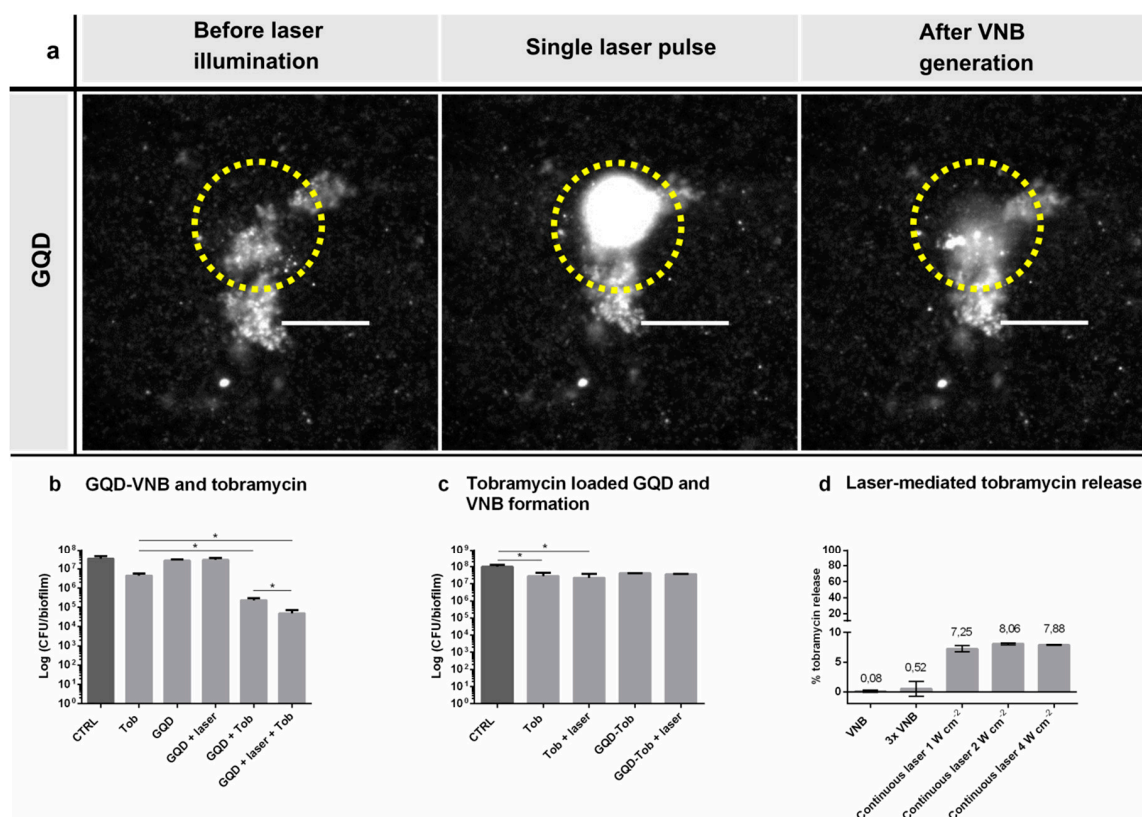 a
Before laser
illumination
Single laser pulse
After VNB
generation
GQD
b GQD-VNB and tobramycin
Log (CFU/biofilm)
10⁸
10⁷
10⁶
10⁵
10⁴
10³
10²
10¹
10⁰
*
*
*
CTRL
Tob
GQD
GQD + laser
GQD + Tob
GQD + laser + Tob
c Tobramycin loaded GQD and
VNB formation
Log (CFU/biofilm)
10⁹
10⁸
10⁷
10⁶
10⁵
10⁴
10³
10²
10¹
10⁰
*
*
CTRL
Tob
Tob + laser
GQD-Tob
GQD-Tob + laser
d Laser-mediated tobramycin release
% tobramycin release
100
80
60
40
20
10
5
0
0,08
0,52
7,25
8,06
7,88
VNB
3x VNB
Continuous laser 1 W cm⁻²
Continuous laser 2 W cm⁻²
Continuous laser 4 W cm⁻²